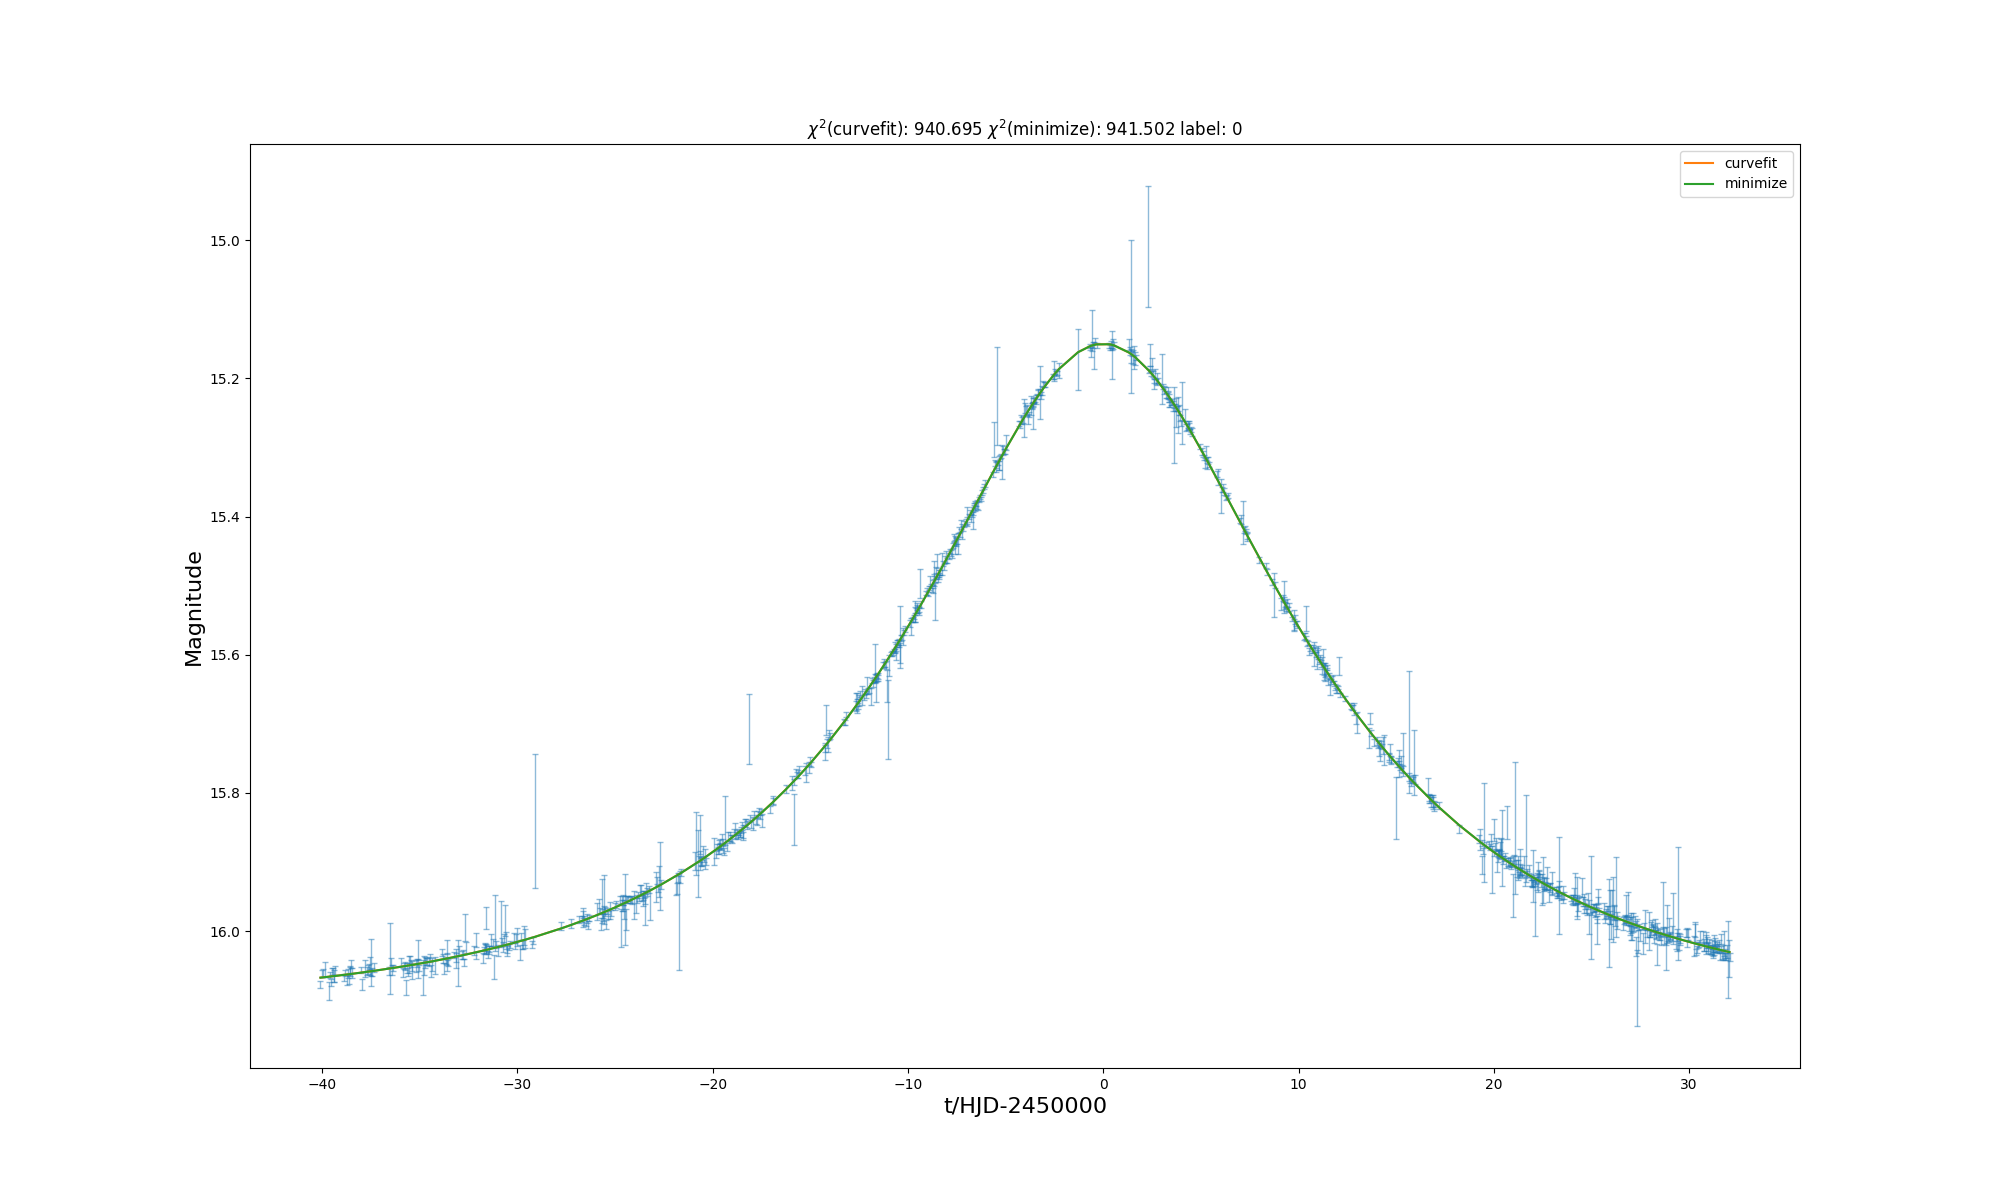 χ²(curvefit): 940.695 χ²(minimize): 941.502 label: 0
curvefit
minimize
15.0
15.2
15.4
15.6
15.8
16.0
Magnitude
−40 −30 −20 −10 0 10 20 30
t/HJD-2450000